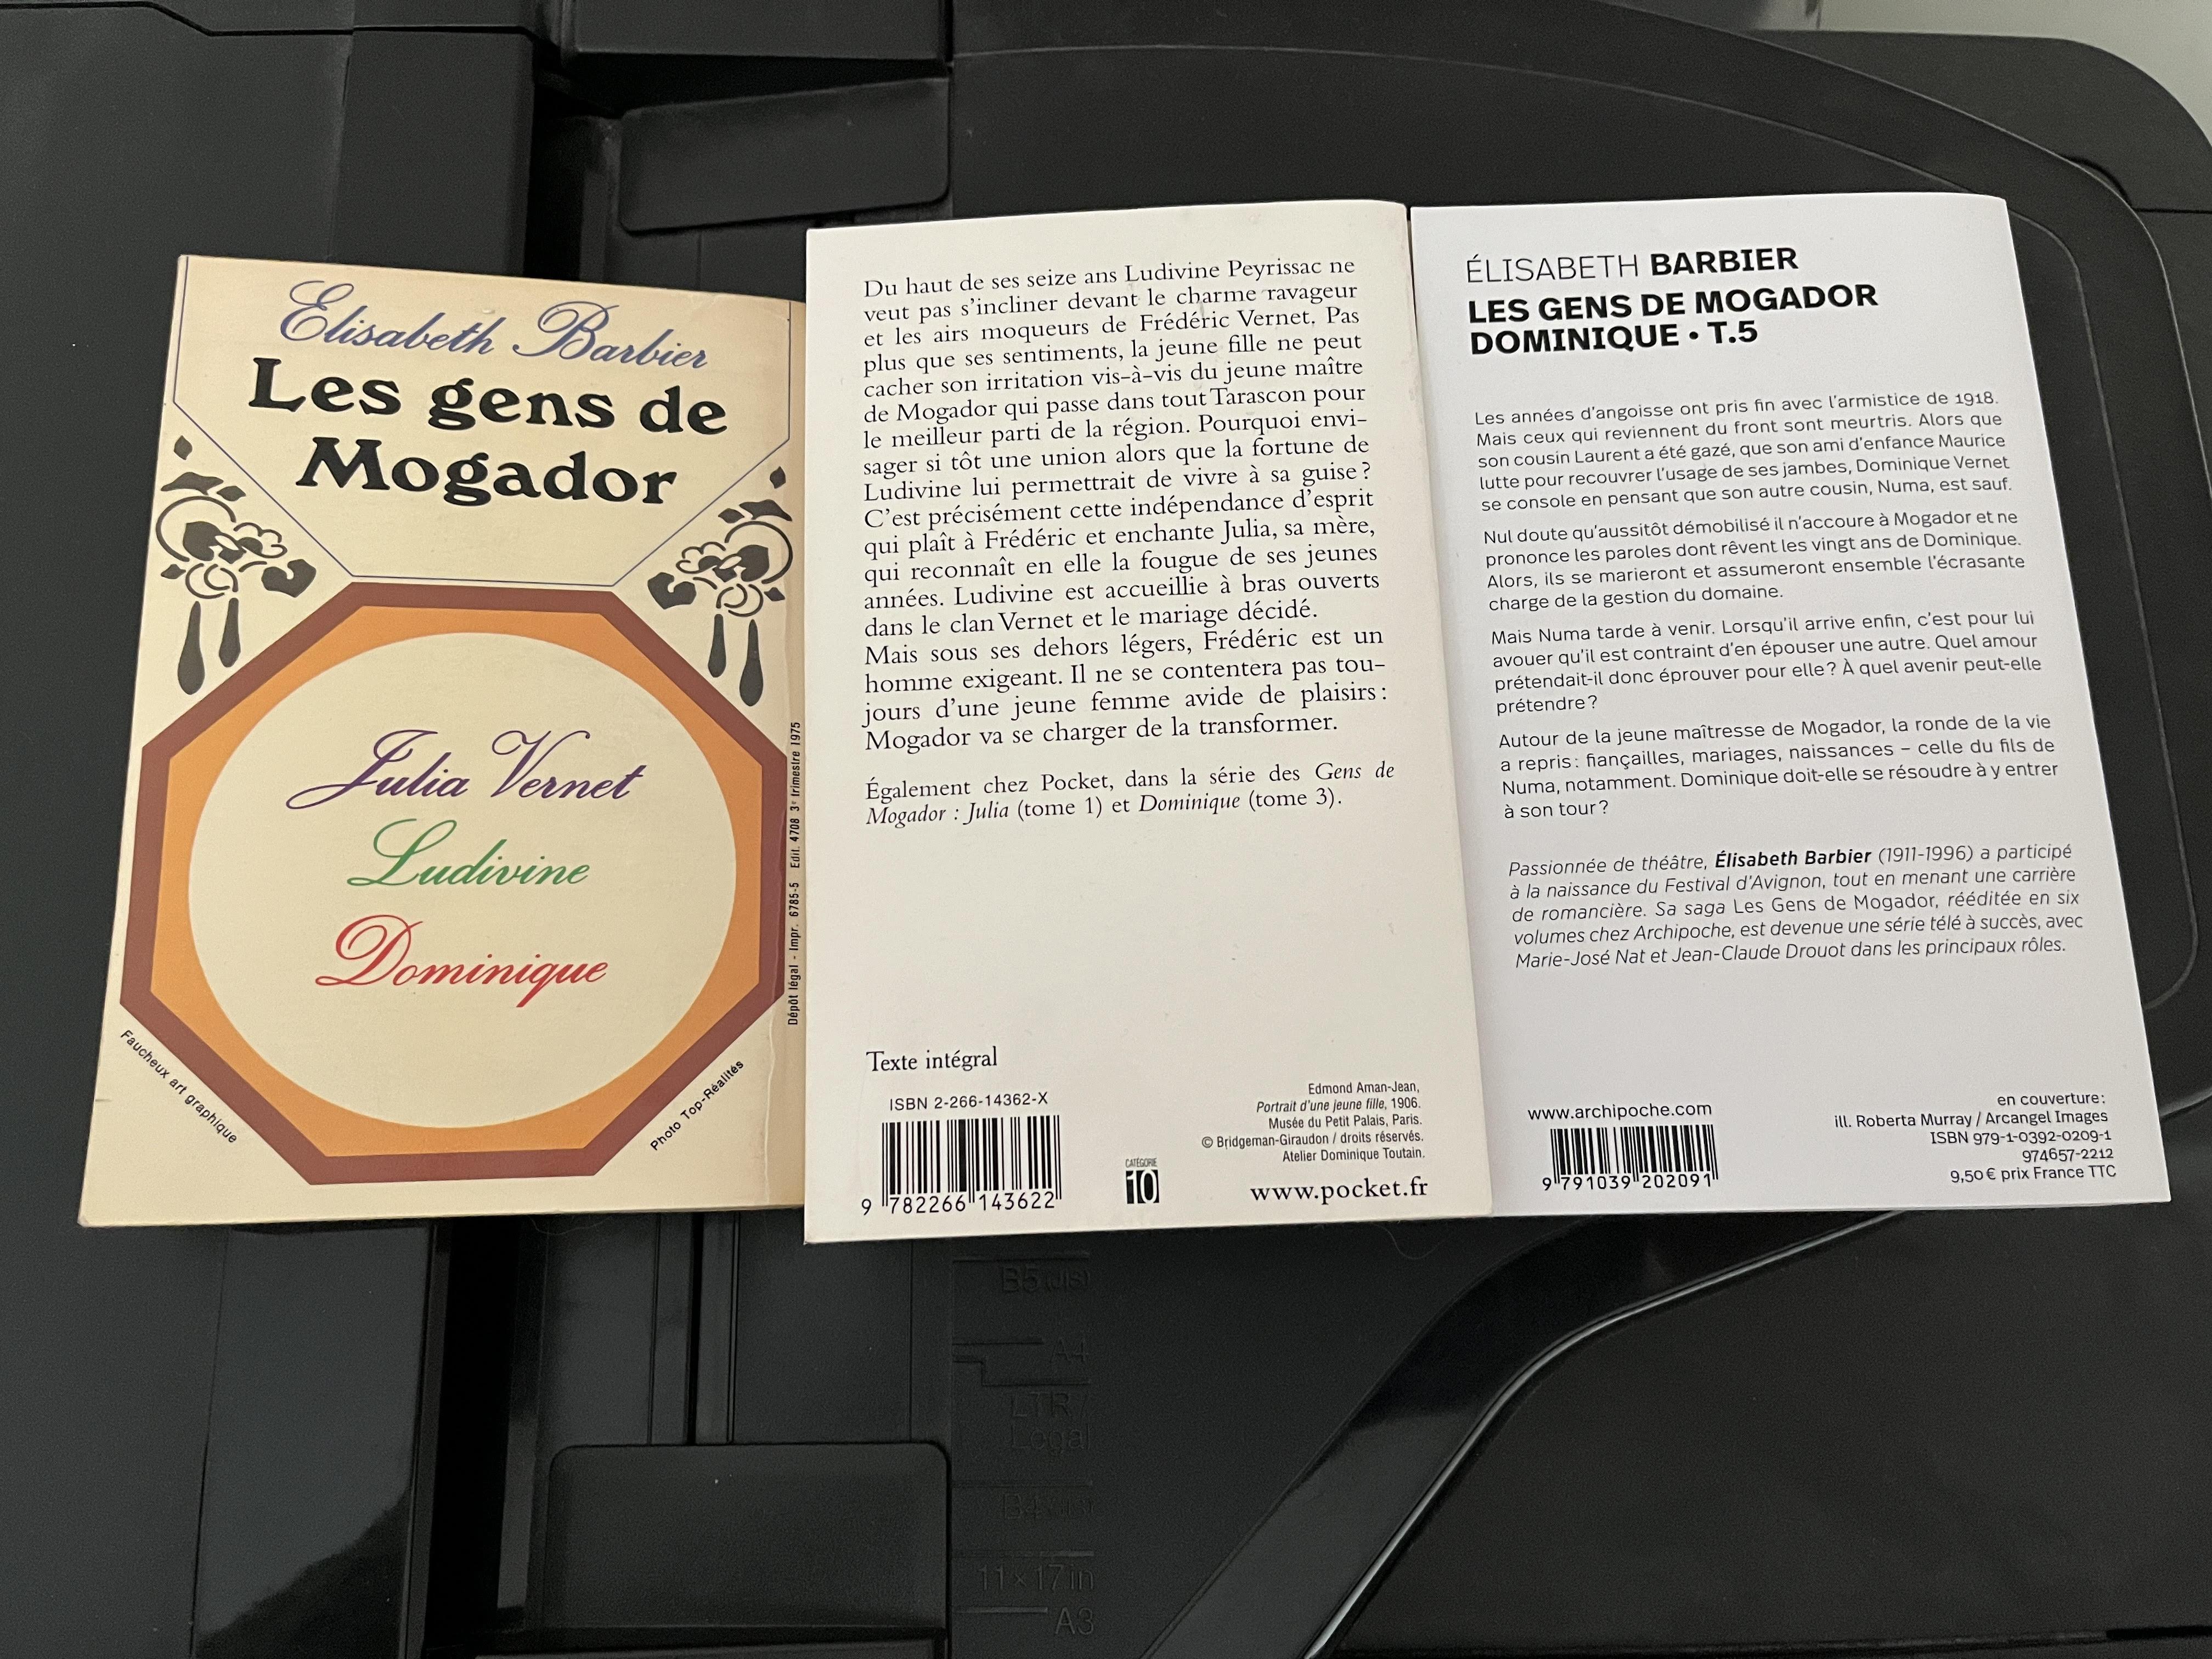 Elisabeth Barbier
Les gens de
Mogador
Julia Vernet
Ludivine
Dominique
Faucheux art graphique
Photo Top-Réalités
Dépôt légal - Impr. 6785-5 Edit. 4708 3e trimestre 1975
Du haut de ses seize ans Ludivine Peyrissac ne
veut pas s'incliner devant le charme ravageur
et les airs moqueurs de Frédéric Vernet. Pas
plus que ses sentiments, la jeune fille ne peut
cacher son irritation vis-à-vis du jeune maître
de Mogador qui passe dans tout Tarascon pour
le meilleur parti de la région. Pourquoi envi-
sager si tôt une union alors que la fortune de
Ludivine lui permettrait de vivre à sa guise ?
C'est précisément cette indépendance d'esprit
qui plaît à Frédéric et enchante Julia, sa mère,
qui reconnaît en elle la fougue de ses jeunes
années. Ludivine est accueillie à bras ouverts
dans le clan Vernet et le mariage décidé.
Mais sous ses dehors légers, Frédéric est un
homme exigeant. Il ne se contentera pas tou-
jours d'une jeune femme avide de plaisirs :
Mogador va se charger de la transformer.
Également chez Pocket, dans la série des Gens de
Mogador : Julia (tome 1) et Dominique (tome 3).
Texte intégral
ISBN 2-266-14362-X
9 782266 143622
CATÉGORIE
10
Edmond Aman-Jean,
Portrait d'une jeune fille, 1906.
Musée du Petit Palais, Paris.
© Bridgeman-Giraudon / droits réservés.
Atelier Dominique Toutain.
www.pocket.fr
ÉLISABETH BARBIER
LES GENS DE MOGADOR
DOMINIQUE • T.5
Les années d'angoisse ont pris fin avec l'armistice de 1918.
Mais ceux qui reviennent du front sont meurtris. Alors que
son cousin Laurent a été gazé, que son ami d'enfance Maurice
lutte pour recouvrer l'usage de ses jambes, Dominique Vernet
se console en pensant que son autre cousin, Numa, est sauf.
Nul doute qu'aussitôt démobilisé il n'accoure à Mogador et ne
prononce les paroles dont rêvent les vingt ans de Dominique.
Alors, ils se marieront et assumeront ensemble l'écrasante
charge de la gestion du domaine.
Mais Numa tarde à venir. Lorsqu'il arrive enfin, c'est pour lui
avouer qu'il est contraint d'en épouser une autre. Quel amour
prétendait-il donc éprouver pour elle ? À quel avenir peut-elle
prétendre ?
Autour de la jeune maîtresse de Mogador, la ronde de la vie
a repris : fiançailles, mariages, naissances – celle du fils de
Numa, notamment. Dominique doit-elle se résoudre à y entrer
à son tour ?
Passionnée de théâtre, Élisabeth Barbier (1911-1996) a participé
à la naissance du Festival d'Avignon, tout en menant une carrière
de romancière. Sa saga Les Gens de Mogador, rééditée en six
volumes chez Archipoche, est devenue une série télé à succès, avec
Marie-José Nat et Jean-Claude Drouot dans les principaux rôles.
www.archipoche.com
9 791039 202091
en couverture :
ill. Roberta Murray / Arcangel Images
ISBN 979-1-0392-0209-1
974657-2212
9,50 € prix France TTC
B5 (JIS)
A4
LTR
Legal
11×17in
A3